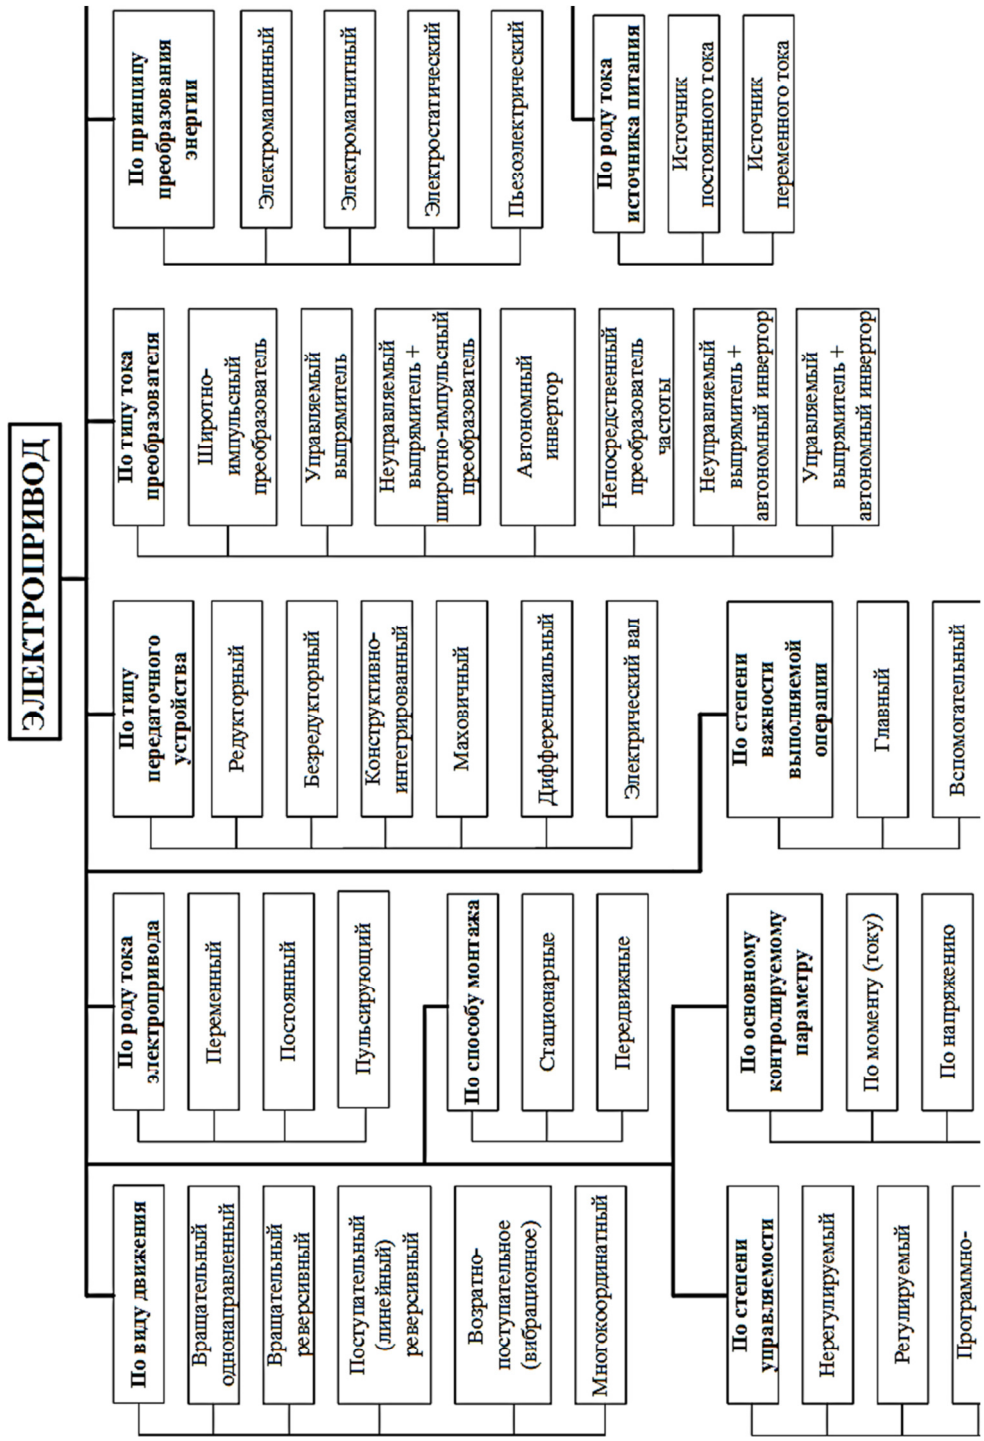 ЭЛЕКТРОПРИВОД
По виду движения
Вращательный
однонаправленный
Вращательный
реверсивный
Поступательный
(линейный)
реверсивный
Возратно-
поступательное
(вибрационное)
Многокоординатный
По роду тока
электропривода
Переменный
Постоянный
Пульсирующий
По типу
передаточного
устройства
Редукторный
Безредукторный
Конструктивно-
интегрированный
Маховичный
Дифференциальный
Электрический вал
По типу тока
преобразователя
Широтно-
импульсный
преобразователь
Управляемый
выпрямитель
Неуправляемый
выпрямитель +
широтно-импульсный
преобразователь
Автономный
инвертор
Непосредственный
преобразователь
частоты
Неуправляемый
выпрямитель +
автономный инвертор
Управляемый
выпрямитель +
автономный инвертор
По принципу
преобразования
энергии
Электромашинный
Электромагнитный
Электростатический
Пьезоэлектрический
По способу монтажа
Стационарные
Передвижные
По роду тока
источника питания
Источник
постоянного тока
Источник
переменного тока
По степени
управляемости
Нерегулируемый
Регулируемый
Программно-
По основному
контролируемому
параметру
По моменту (току)
По напряжению
По степени
важности
выполняемой
операции
Главный
Вспомогательный